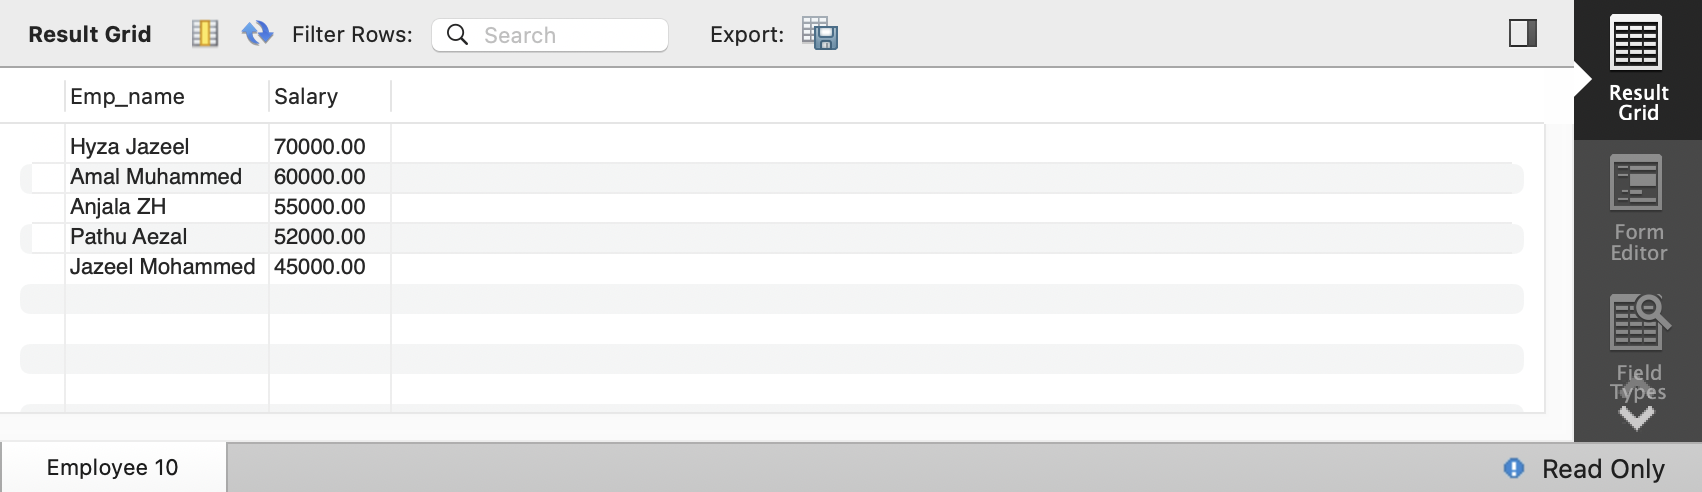 Result Grid Filter Rows: Search Export:
Emp_name Salary
Hyza Jazeel 70000.00
Amal Muhammed 60000.00
Anjala ZH 55000.00
Pathu Aezal 52000.00
Jazeel Mohammed 45000.00
Result
Grid
Form
Editor
Field
Types
Employee 10 Read Only